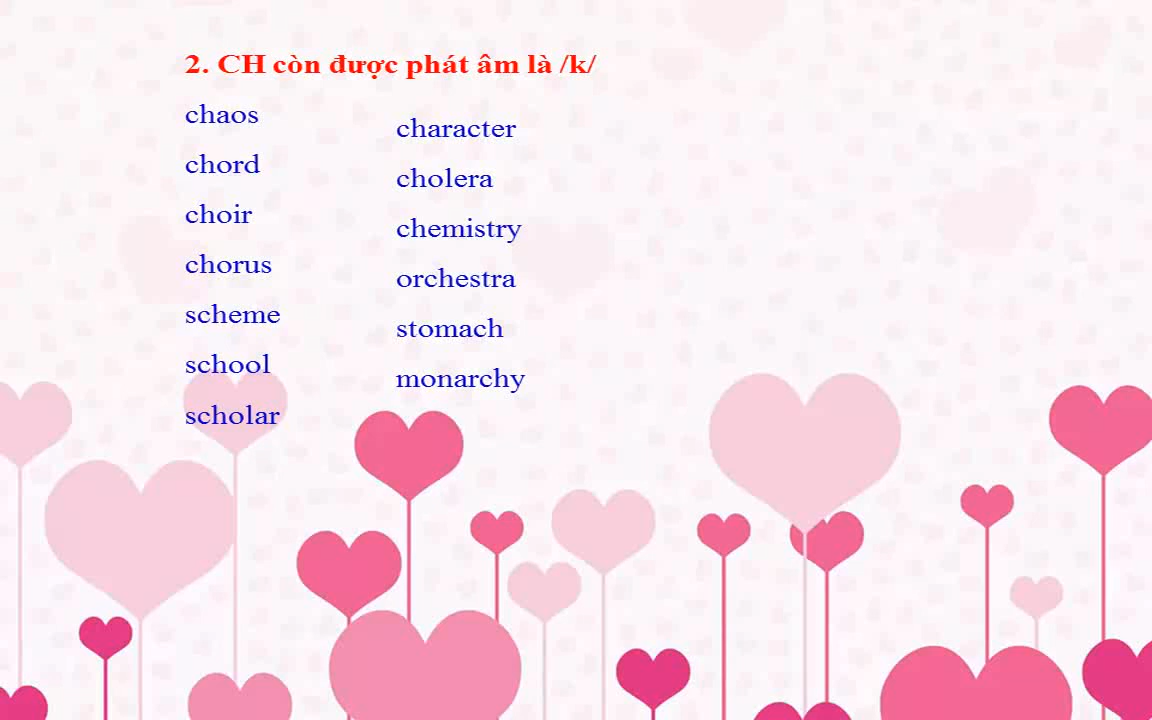 2. CH còn được phát âm là /k/
chaos
chord
choir
chorus
scheme
school
scholar
character
cholera
chemistry
orchestra
stomach
monarchy